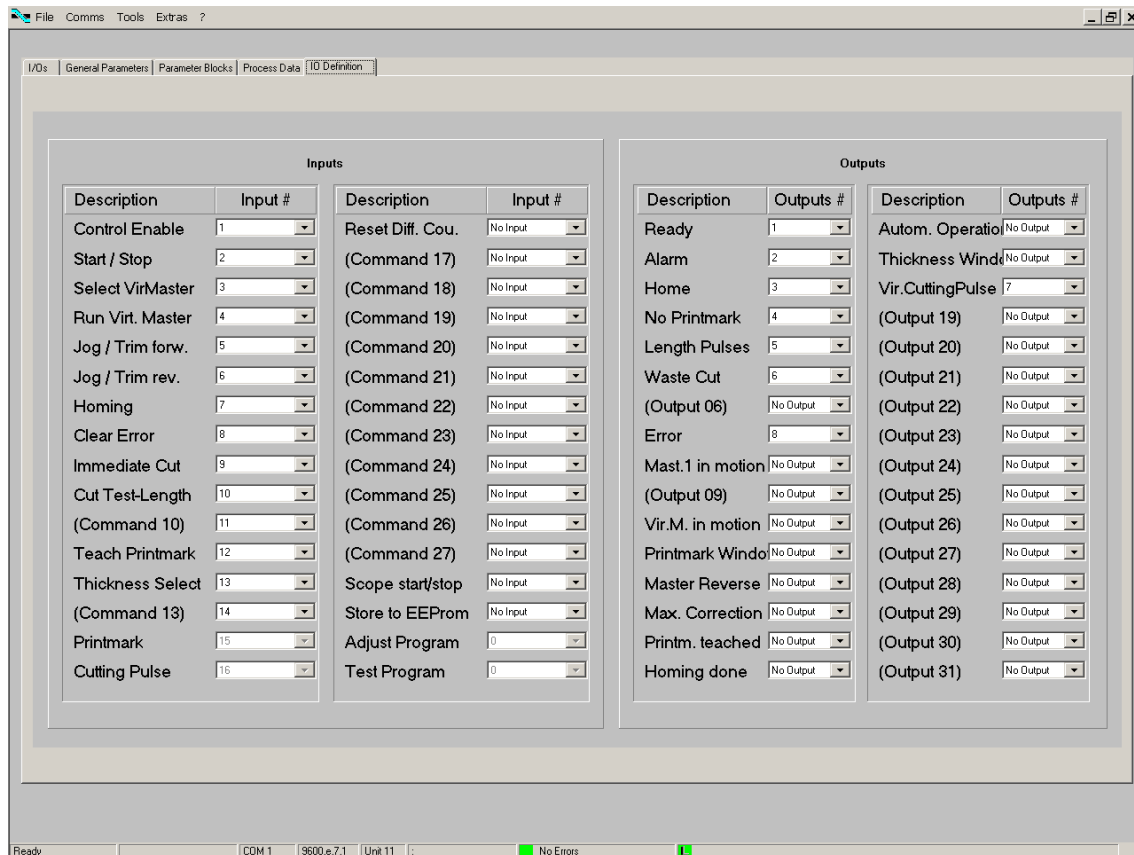 File Comms Tools Extras ?
I/Os General Parameters Parameter Blocks Process Data IO Definition
Inputs
Description Input #
Control Enable 1
Start / Stop 2
Select VirMaster 3
Run Virt. Master 4
Jog / Trim forw. 5
Jog / Trim rev. 6
Homing 7
Clear Error 8
Immediate Cut 9
Cut Test-Length 10
(Command 10) 11
Teach Printmark 12
Thickness Select 13
(Command 13) 14
Printmark 15
Cutting Pulse 16
Description Input #
Reset Diff. Cou. No Input
(Command 17) No Input
(Command 18) No Input
(Command 19) No Input
(Command 20) No Input
(Command 21) No Input
(Command 22) No Input
(Command 23) No Input
(Command 24) No Input
(Command 25) No Input
(Command 26) No Input
(Command 27) No Input
Scope start/stop No Input
Store to EEProm No Input
Adjust Program 0
Test Program 0
Outputs
Description Outputs #
Ready 1
Alarm 2
Home 3
No Printmark 4
Length Pulses 5
Waste Cut 6
(Output 06) No Output
Error 8
Mast.1 in motion No Output
(Output 09) No Output
Vir.M. in motion No Output
Printmark Windo No Output
Master Reverse No Output
Max. Correction No Output
Printm. teached No Output
Homing done No Output
Description Outputs #
Autom. Operatio No Output
Thickness Wind No Output
Vir.CuttingPulse 7
(Output 19) No Output
(Output 20) No Output
(Output 21) No Output
(Output 22) No Output
(Output 23) No Output
(Output 24) No Output
(Output 25) No Output
(Output 26) No Output
(Output 27) No Output
(Output 28) No Output
(Output 29) No Output
(Output 30) No Output
(Output 31) No Output
Ready COM 1 9600.e.7.1 Unit 11 : No Errors